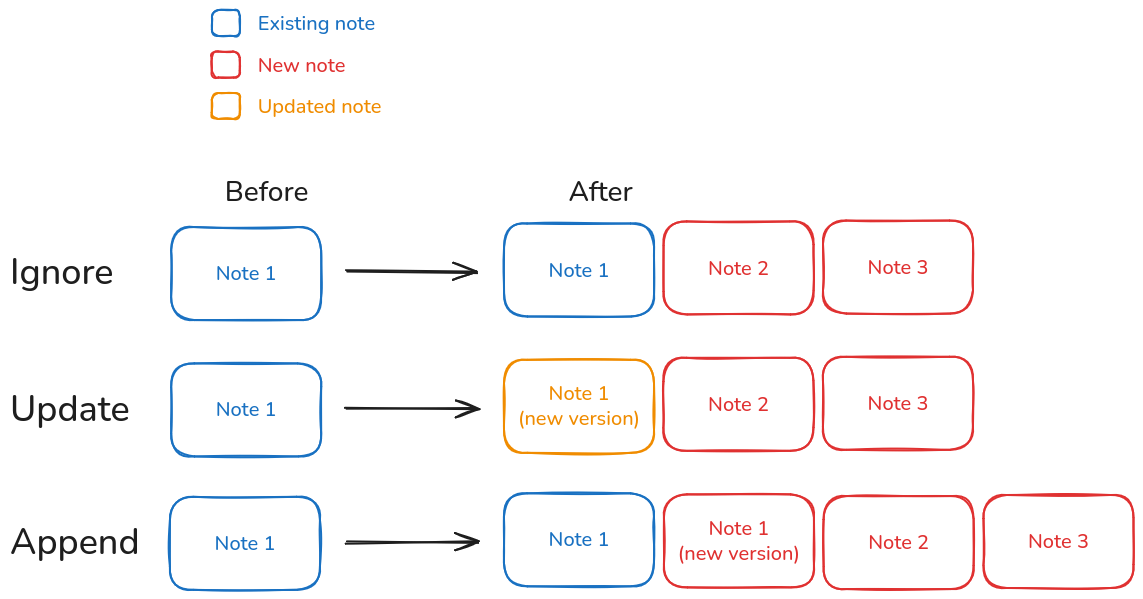 Existing note
New note
Updated note
Before
After
Ignore
Note 1
Note 1
Note 2
Note 3
Update
Note 1
Note 1
(new version)
Note 2
Note 3
Append
Note 1
Note 1
Note 1
(new version)
Note 2
Note 3